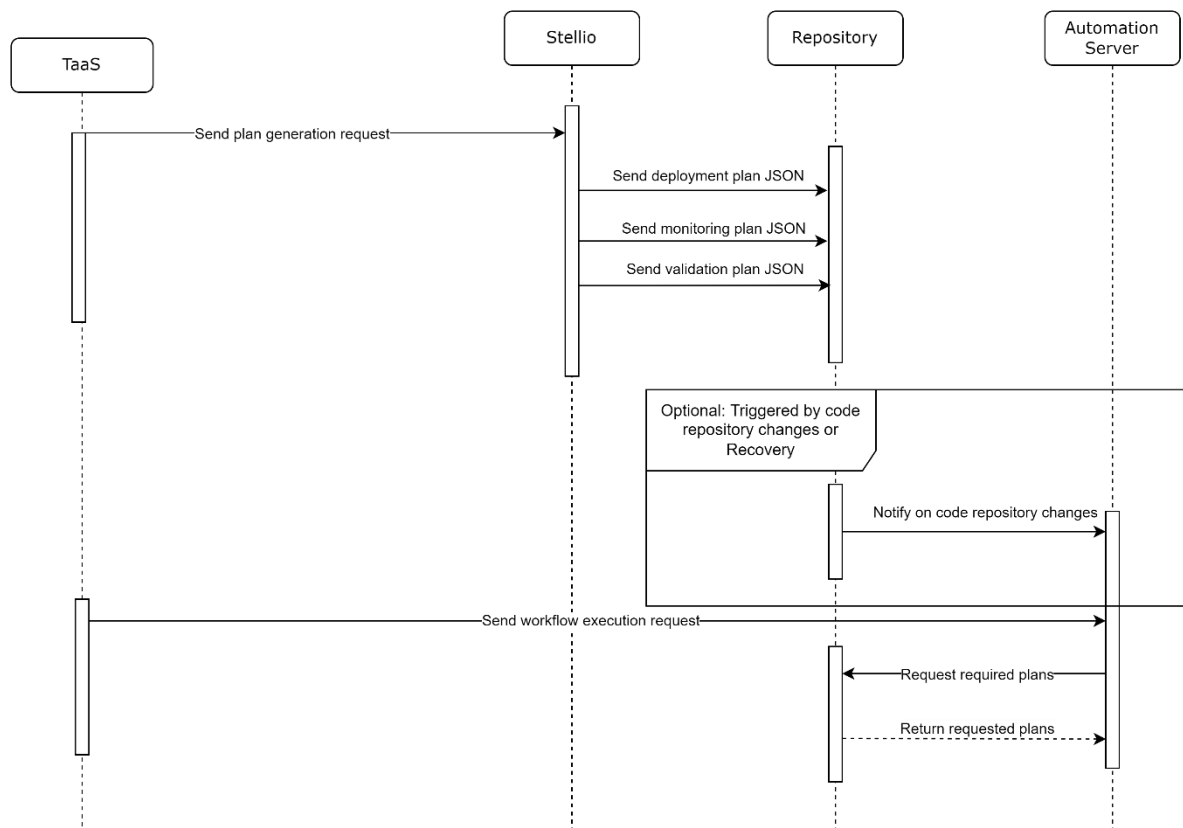 TaaS
Stellio
Repository
Automation
Server
Send plan generation request
Send deployment plan JSON
Send monitoring plan JSON
Send validation plan JSON
Optional: Triggered by code
repository changes or
Recovery
Notify on code repository changes
Send workflow execution request
Request required plans
Return requested plans